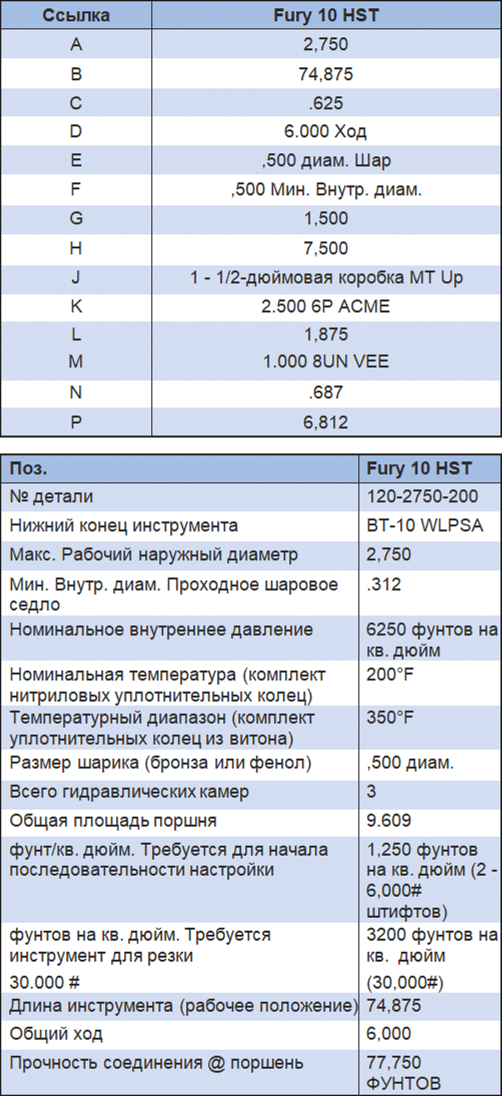 Ссылка Fury 10 HST
A 2,750
B 74,875
C .625
D 6.000 Ход
E ,500 диам. Шар
F ,500 Мин. Внутр. диам.
G 1,500
H 7,500
J 1 - 1/2-дюймовая коробка MT Up
K 2.500 6P ACME
L 1,875
M 1.000 8UN VEE
N .687
P 6,812
Поз. Fury 10 HST
№ детали 120-2750-200
Нижний конец инструмента BT-10 WLPSA
Макс. Рабочий наружный диаметр 2,750
Мин. Внутр. диам. Проходное шаровое .312
седло
Номинальное внутреннее давление 6250 фунтов на
кв. дюйм
Номинальная температура (комплект 200°F
нитриловых уплотнительных колец)
Температурный диапазон (комплект 350°F
уплотнительных колец из витона)
Размер шарика (бронза или фенол) ,500 диам.
Всего гидравлических камер 3
Общая площадь поршня 9.609
фунт/кв. дюйм. Требуется для начала 1,250 фунтов
последовательности настройки на кв. дюйм (2 -
6,000#
штифтов)
фунтов на кв. дюйм. Требуется 3200 фунтов на
инструмент для резки кв. дюйм
30.000 # (30,000#)
Длина инструмента (рабочее положение) 74,875
Общий ход 6,000
Прочность соединения @ поршень 77,750
ФУНТОВ